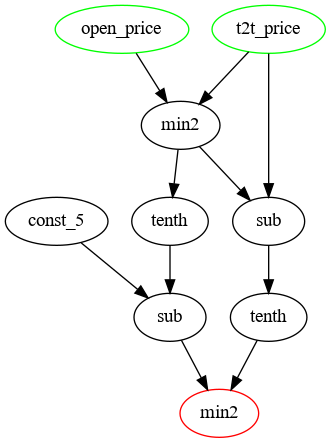 open_price
t2t_price
min2
const_5
tenth
sub
sub
tenth
min2